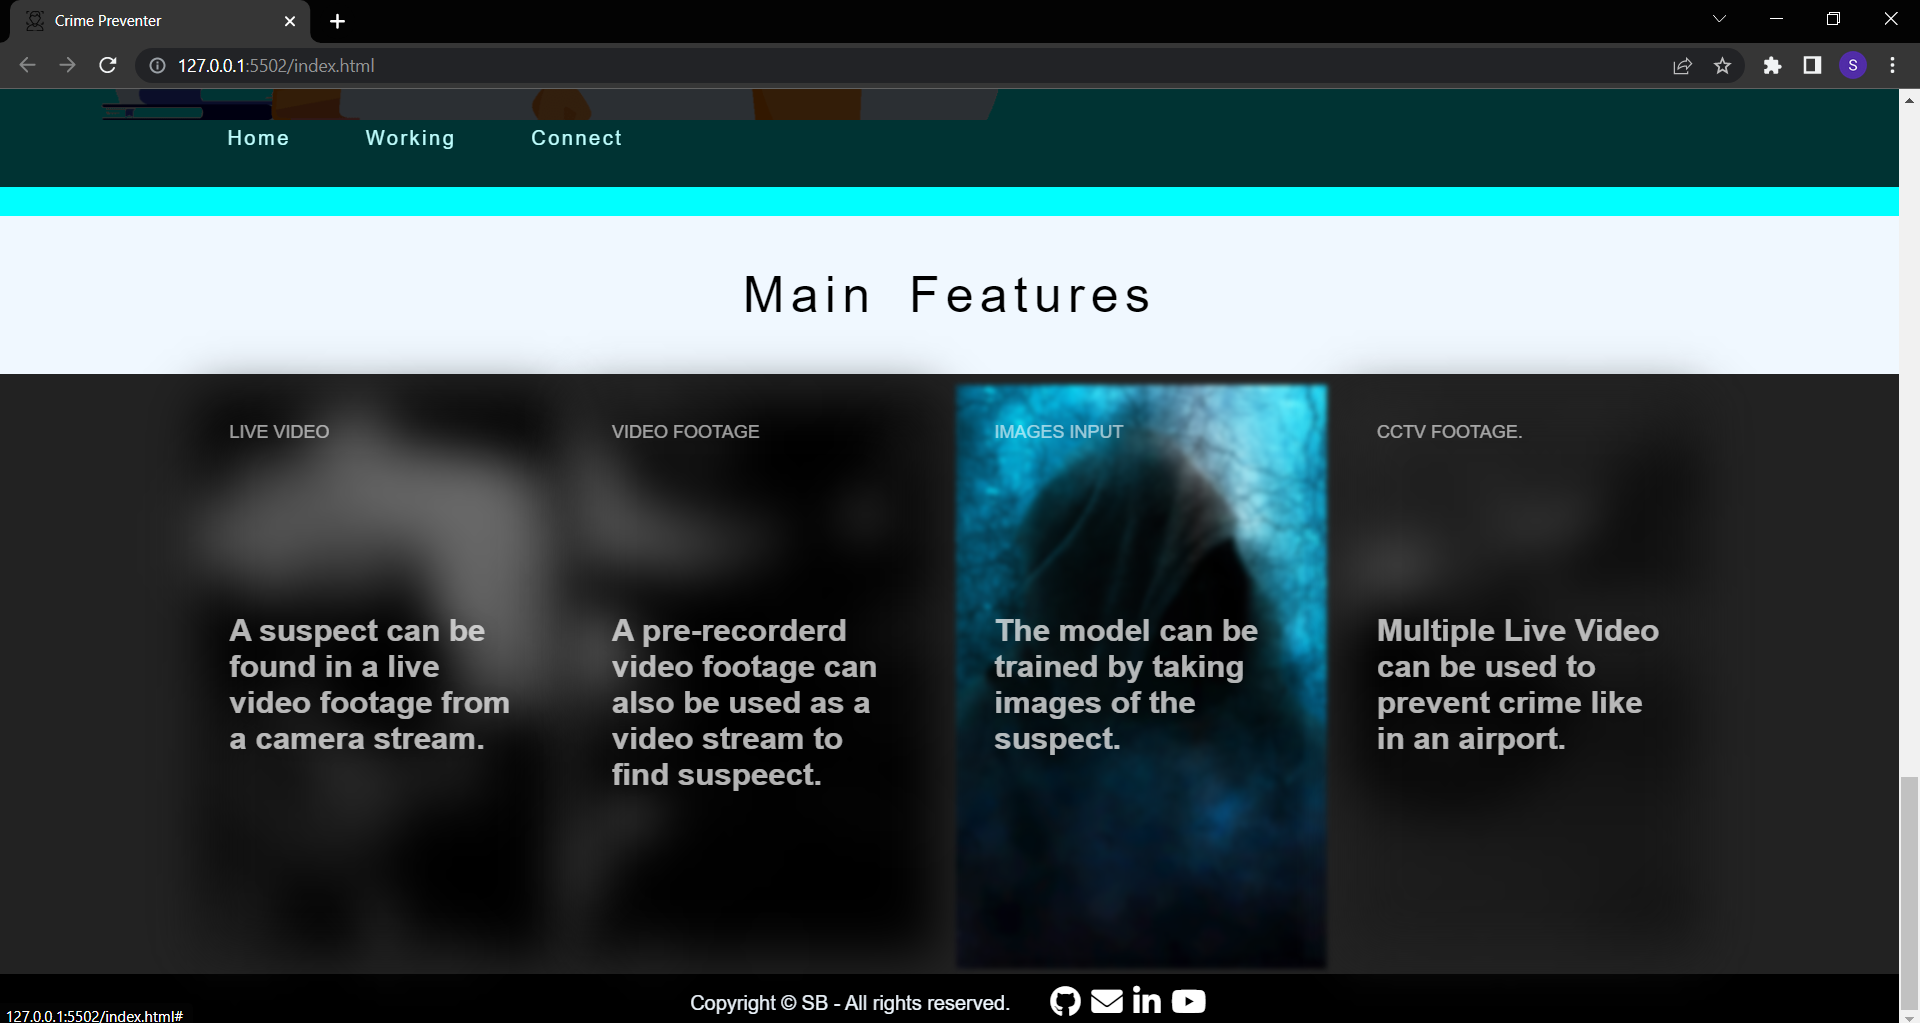 Crime Preventer
127.0.0.1:5502/index.html
S
Home Working Connect
Main Features
LIVE VIDEO
A suspect can be
found in a live
video footage from
a camera stream.
VIDEO FOOTAGE
A pre-recorderd
video footage can
also be used as a
video stream to
find suspeect.
IMAGES INPUT
The model can be
trained by taking
images of the
suspect.
CCTV FOOTAGE.
Multiple Live Video
can be used to
prevent crime like
in an airport.
Copyright © SB - All rights reserved.
127.0.0.1:5502/index.html#